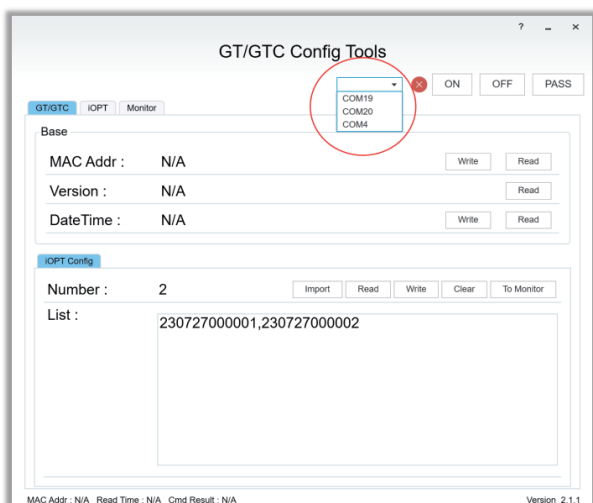 ? _ ×
GT/GTC Config Tools
ON OFF PASS
COM19
COM20
COM4
GT/GTC iOPT Monitor
Base
MAC Addr : N/A Write Read
Version : N/A Read
DateTime : N/A Write Read
iOPT Config
Number : 2 Import Read Write Clear To Monitor
List :
230727000001,230727000002
MAC Addr : N/A Read Time : N/A Cmd Result : N/A Version 2.1.1